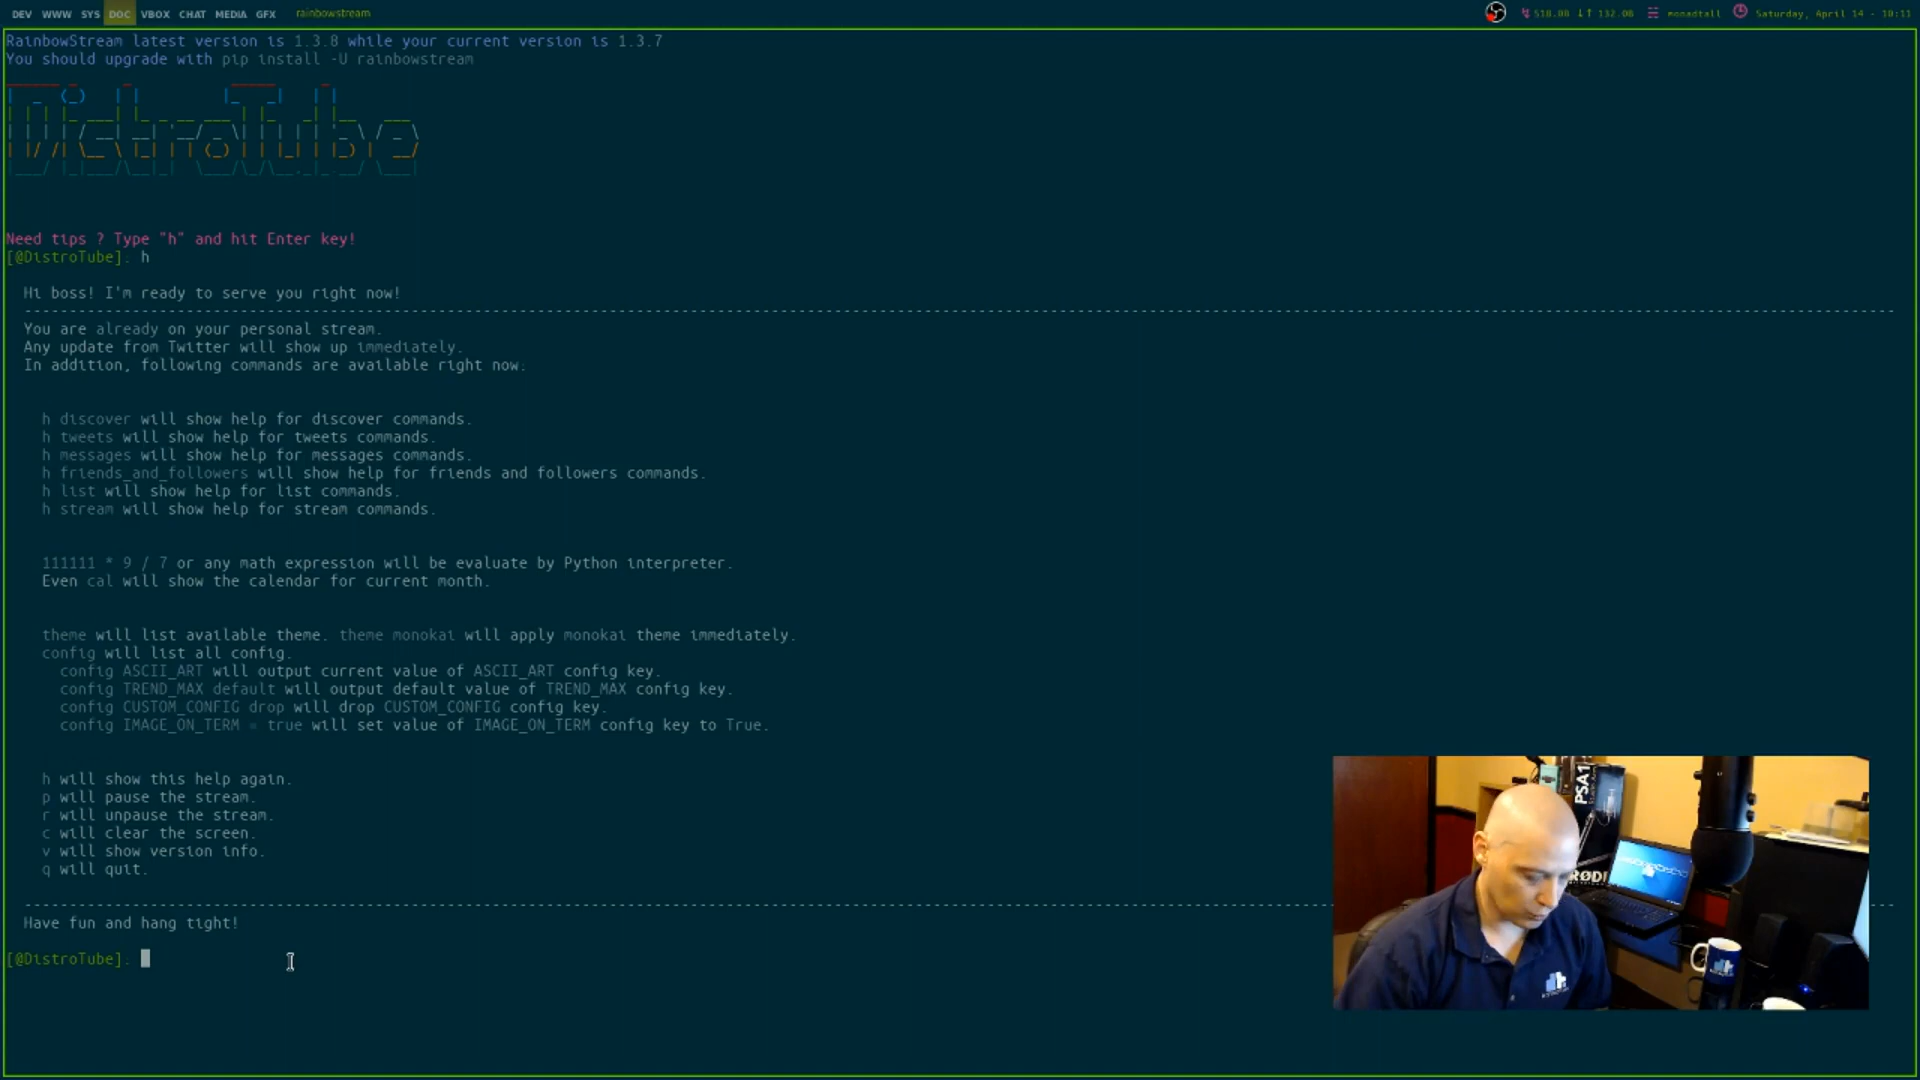 DEV WWW SYS DOC VBOX CHAT MEDIA GFX rainbowstream
518.0B ↓↑ 132.0B monadtall Saturday, April 14 - 10:11
RainbowStream latest version is 1.3.8 while your current version is 1.3.7
You should upgrade with pip install -U rainbowstream
DistroTube
Need tips ? Type "h" and hit Enter key!
[@DistroTube]: h
Hi boss! I'm ready to serve you right now!
You are already on your personal stream.
Any update from Twitter will show up immediately.
In addition, following commands are available right now:
h discover will show help for discover commands.
h tweets will show help for tweets commands.
h messages will show help for messages commands.
h friends_and_followers will show help for friends and followers commands.
h list will show help for list commands.
h stream will show help for stream commands.
111111 * 9 / 7 or any math expression will be evaluate by Python interpreter.
Even cal will show the calendar for current month.
theme will list available theme. theme monokai will apply monokai theme immediately.
config will list all config.
config ASCII_ART will output current value of ASCII_ART config key.
config TREND_MAX default will output default value of TREND_MAX config key.
config CUSTOM_CONFIG drop will drop CUSTOM_CONFIG config key.
config IMAGE_ON_TERM = true will set value of IMAGE_ON_TERM config key to True.
h will show this help again.
p will pause the stream.
r will unpause the stream.
c will clear the screen.
v will show version info.
q will quit.
Have fun and hang tight!
[@DistroTube]:
PSA1
RØDE